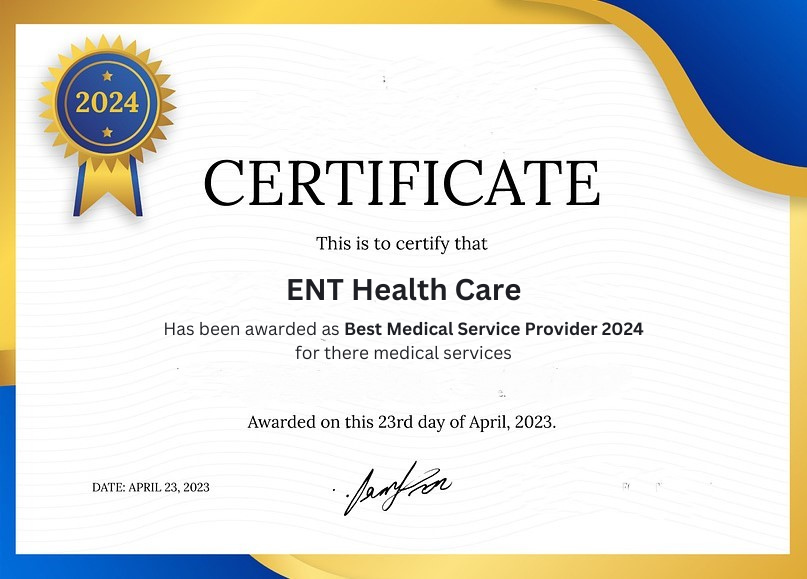 2024
CERTIFICATE
This is to certify that
ENT Health Care
Has been awarded as Best Medical Service Provider 2024
for there medical services
Awarded on this 23rd day of April, 2023.
DATE: APRIL 23, 2023